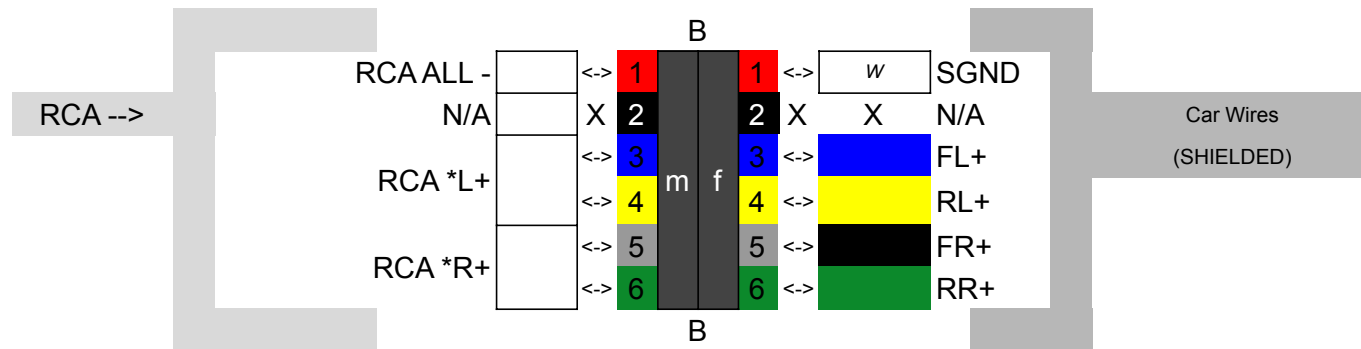 B
RCA ALL - <-> 1 1 <-> W SGND
RCA --> N/A X 2 2 X X N/A Car Wires
(SHIELDED)
RCA *L+ <-> 3 m f 3 <-> FL+
<-> 4 4 <-> RL+
RCA *R+ <-> 5 5 <-> FR+
<-> 6 6 <-> RR+
B